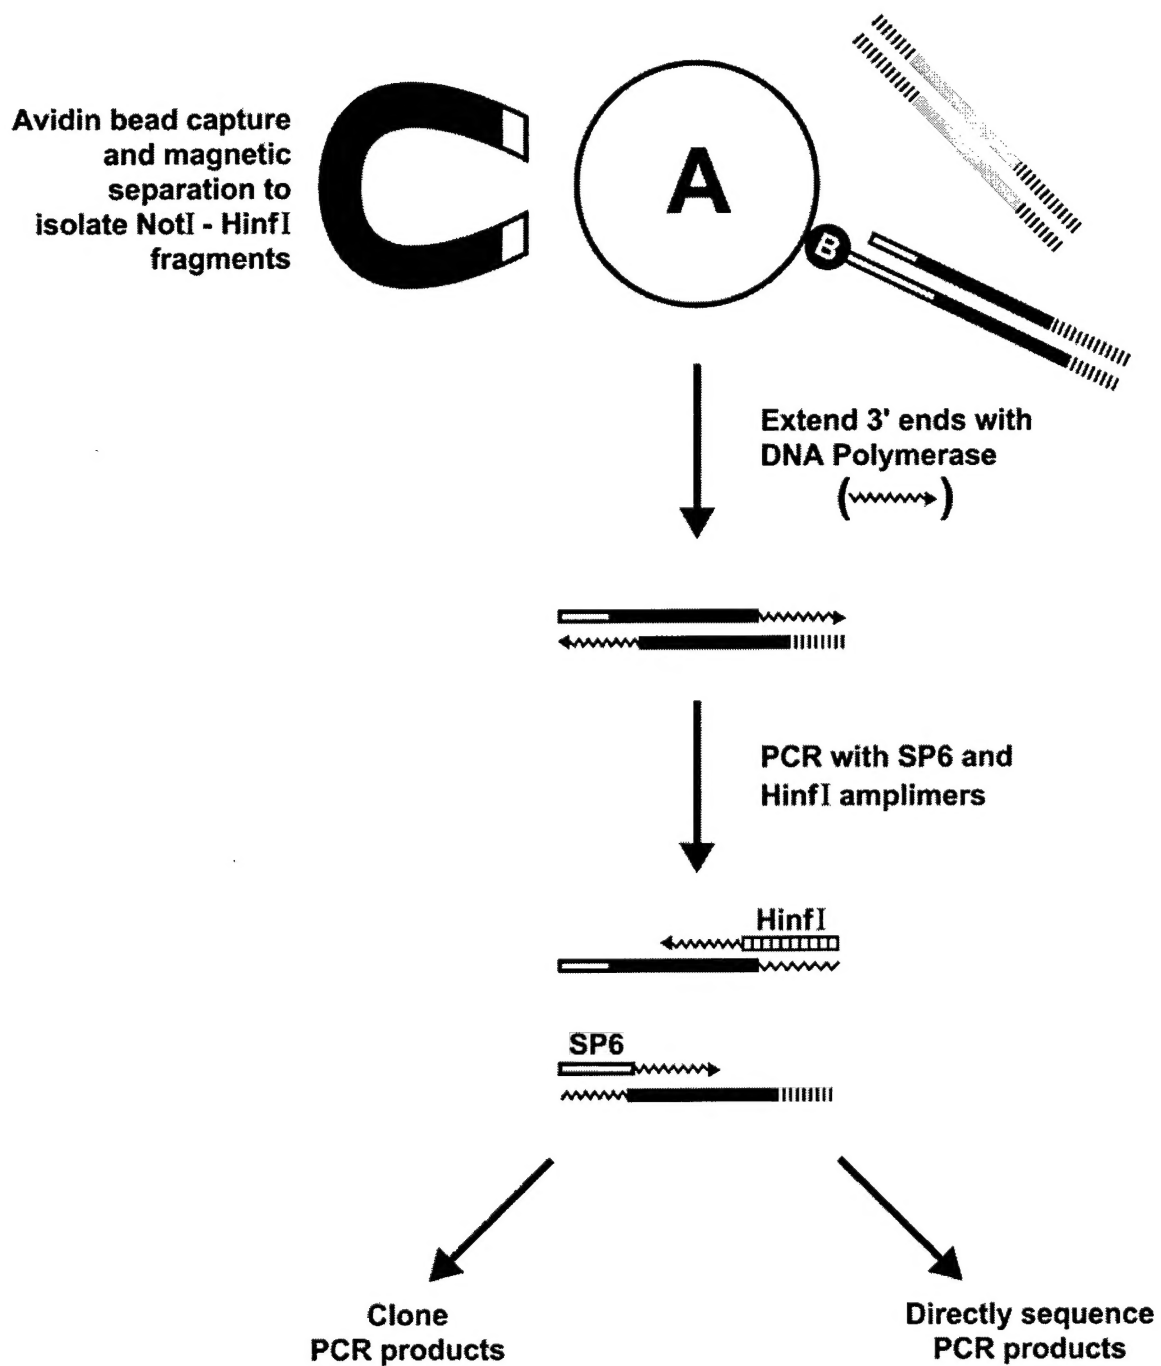 Avidin bead capture
and magnetic
separation to
isolate NotI - HinfI
fragments
A
B
Extend 3' ends with
DNA Polymerase
( )
PCR with SP6 and
HinfI amplimers
HinfI
SP6
Clone
PCR products
Directly sequence
PCR products